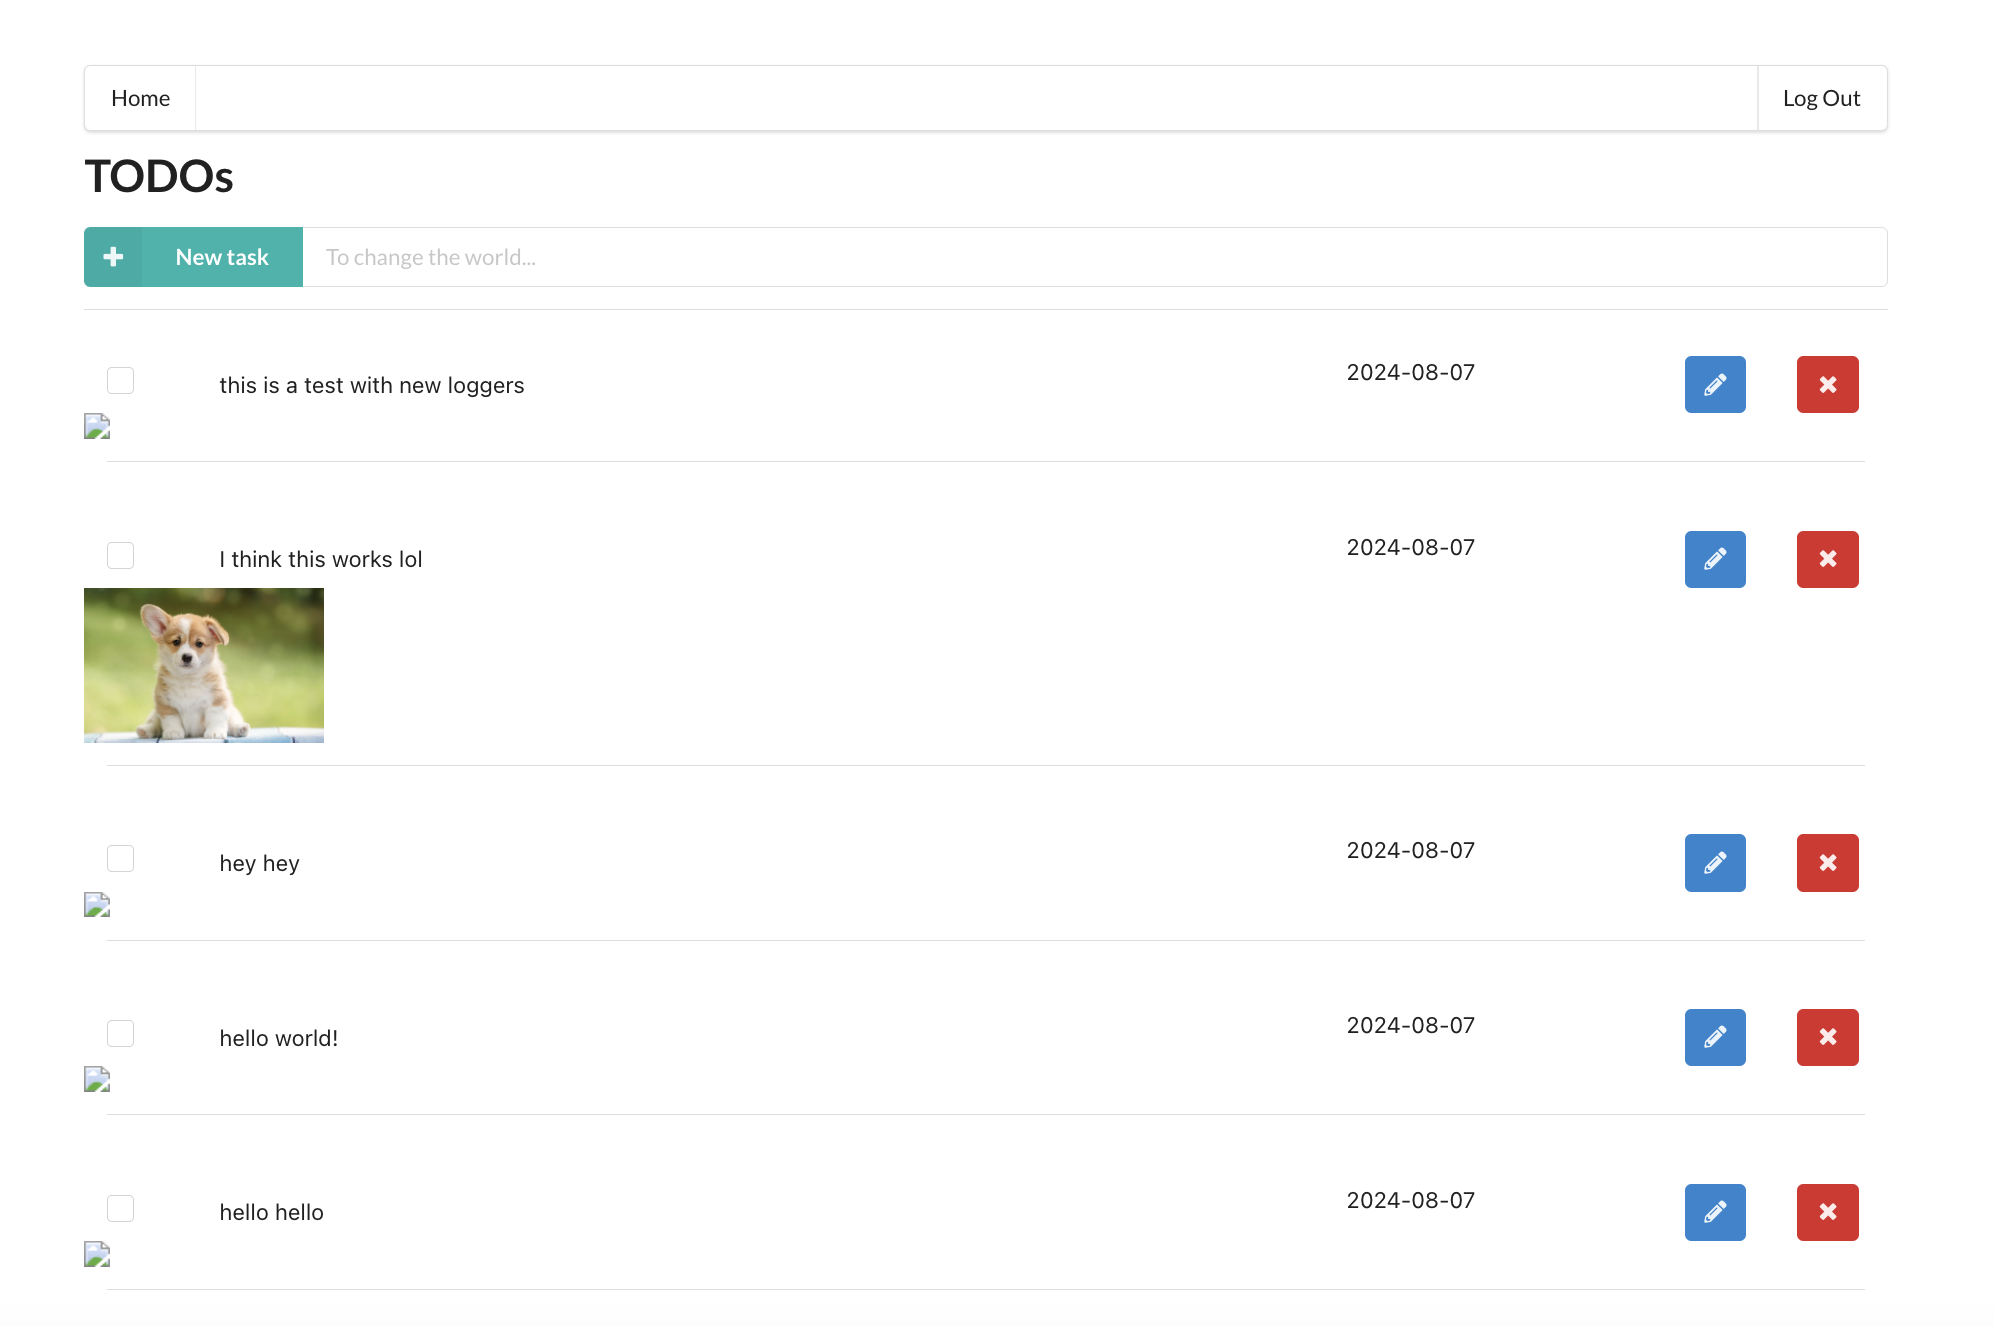 Home
Log Out
TODOs
New task
To change the world...
this is a test with new loggers
2024-08-07
I think this works lol
2024-08-07
hey hey
2024-08-07
hello world!
2024-08-07
hello hello
2024-08-07